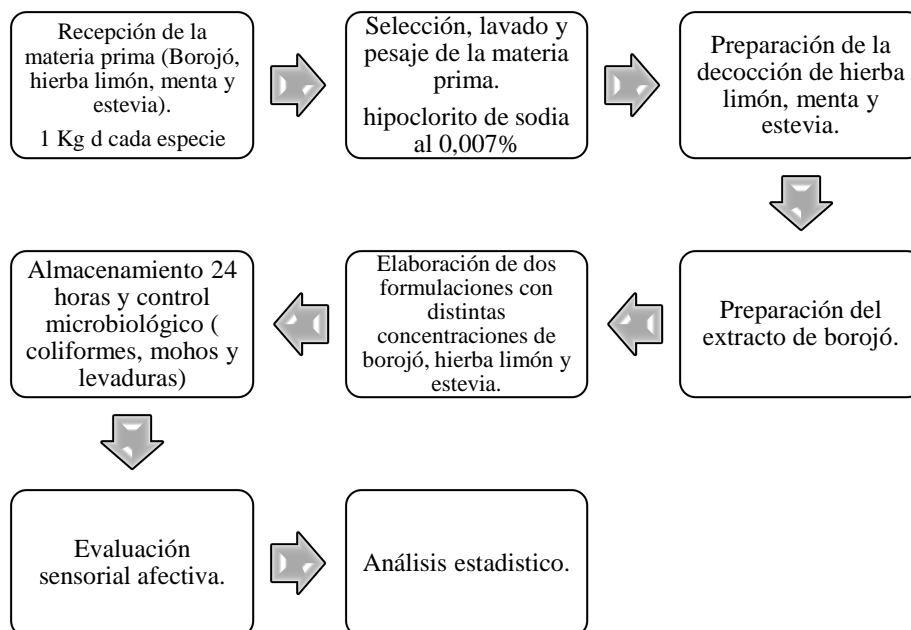 Recepción de la
materia prima (Borojó,
hierba limón, menta y
estevia).
1 Kg d cada especie
Selección, lavado y
pesaje de la materia
prima.
hipoclorito de sodia
al 0,007%
Preparación de la
decocción de hierba
limón, menta y
estevia.
Preparación del
extracto de borojó.
Elaboración de dos
formulaciones con
distintas
concentraciones de
borojó, hierba limón y
estevia.
Almacenamiento 24
horas y control
microbiológico (
coliformes, mohos y
levaduras)
Evaluación
sensorial afectiva.
Análisis estadistico.